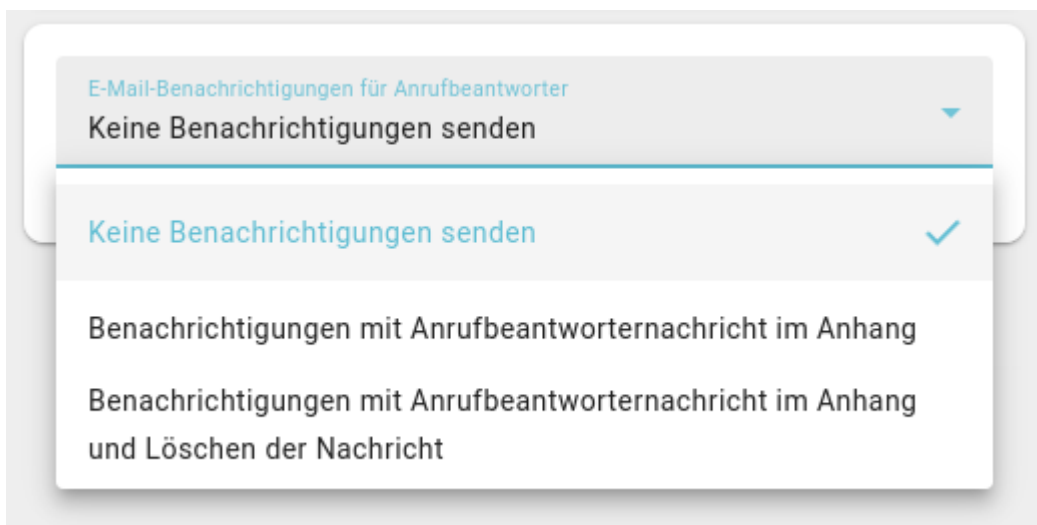 E-Mail-Benachrichtigungen für Anrufbeantworter
Keine Benachrichtigungen senden
Keine Benachrichtigungen senden
Benachrichtigungen mit Anrufbeantworternachricht im Anhang
Benachrichtigungen mit Anrufbeantworternachricht im Anhang
und Löschen der Nachricht